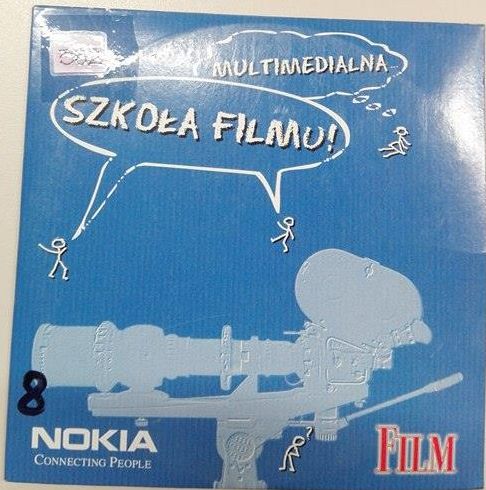 MULTIMEDIALNA
SZKOŁA FILMU!
8
?
NOKIA
CONNECTING PEOPLE
FILM